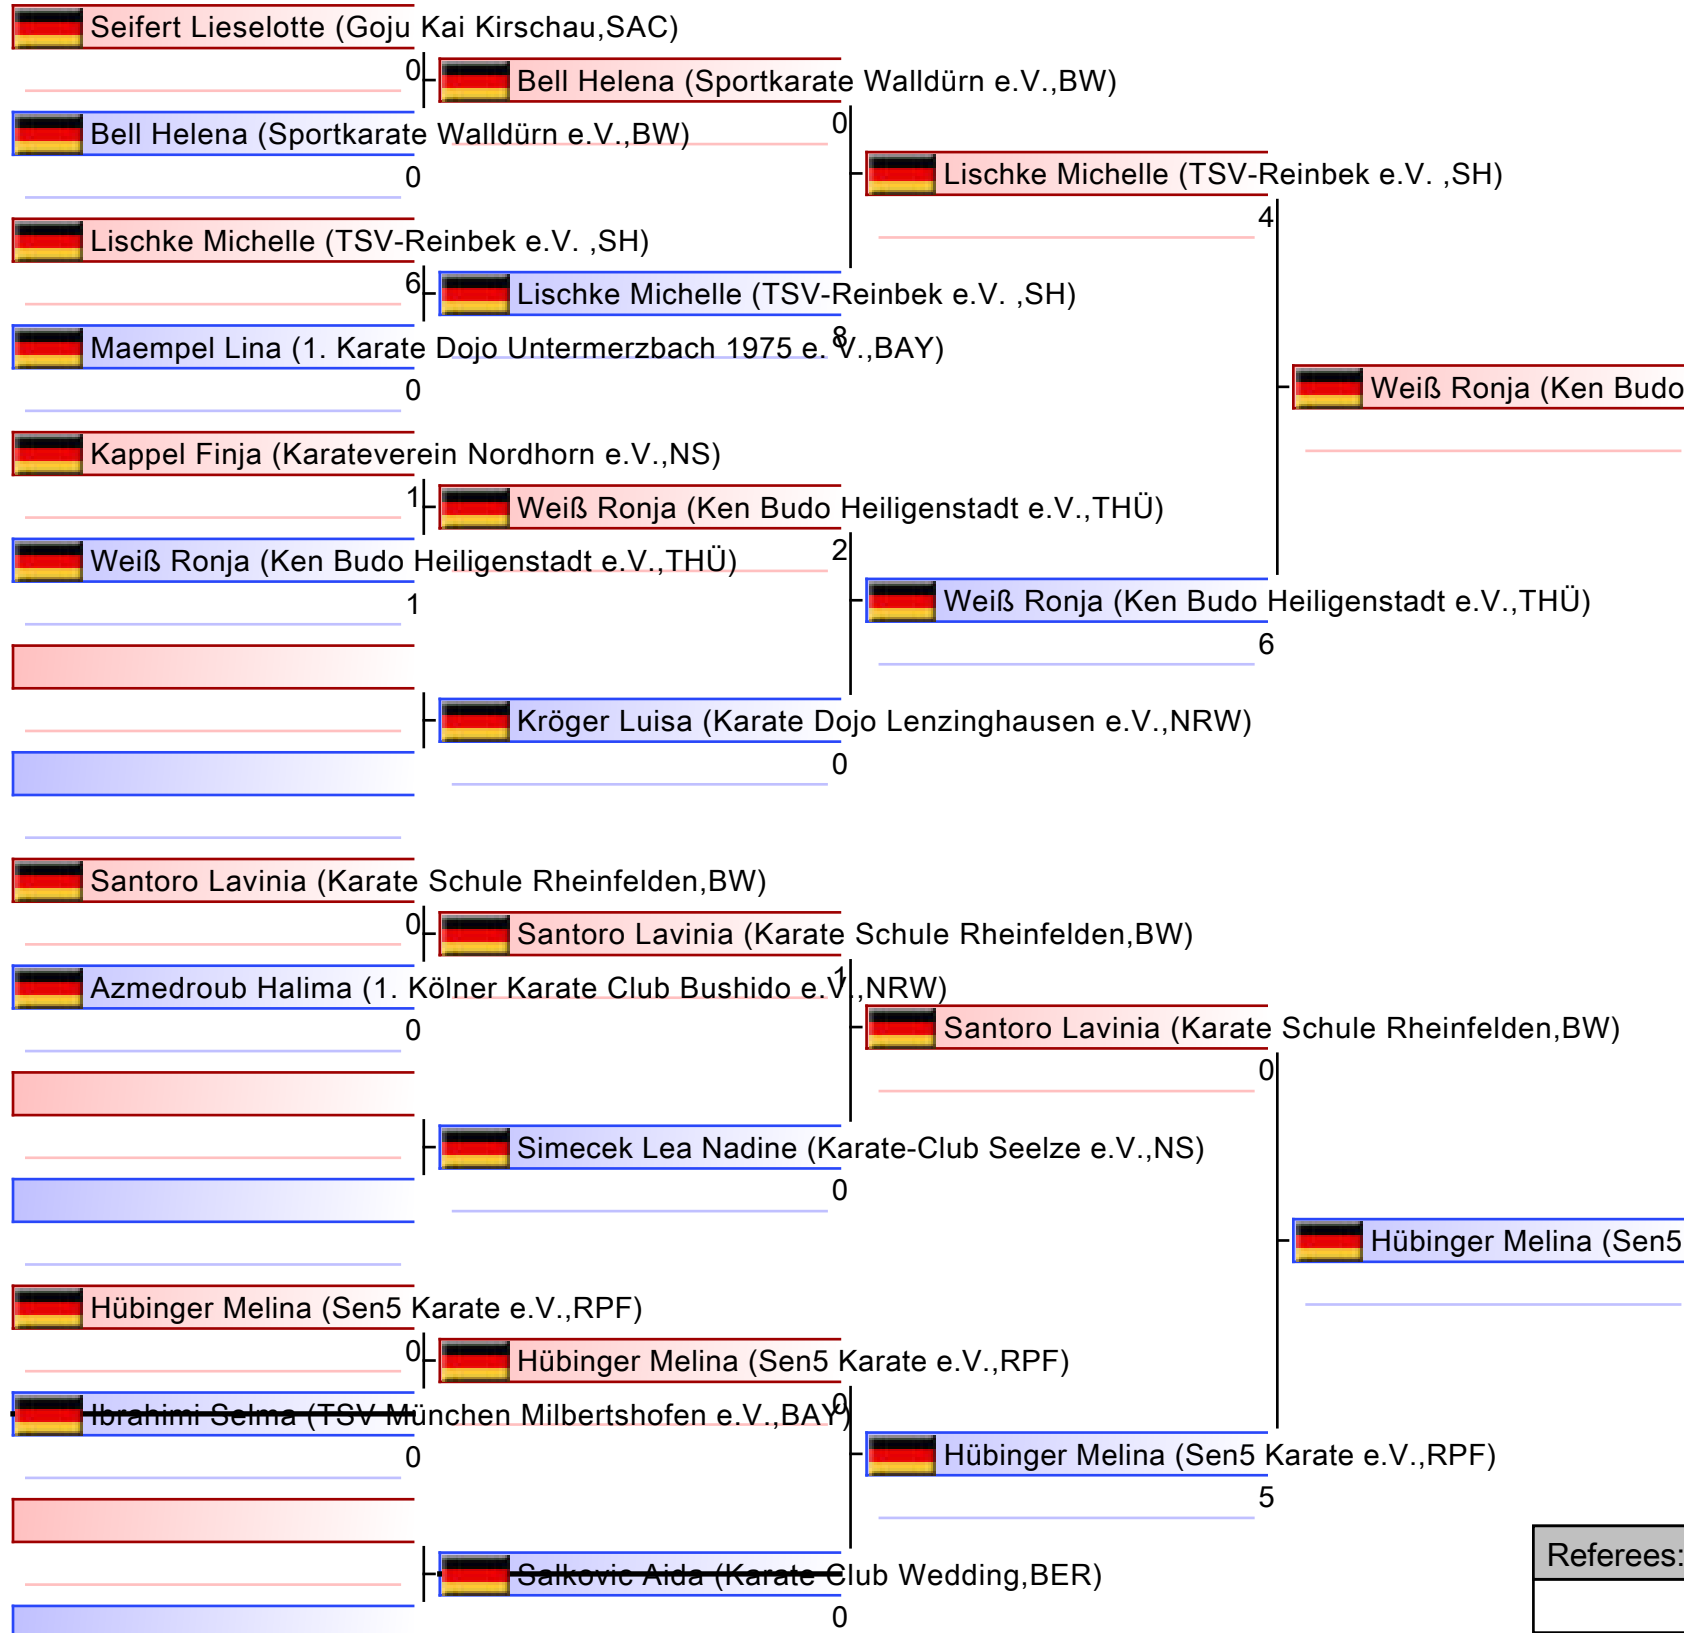 Seifert Lieselotte (Goju Kai Kirschau,SAC)
0
Bell Helena (Sportkarate Walldürn e.V.,BW)
Bell Helena (Sportkarate Walldürn e.V.,BW)
0
0
Lischke Michelle (TSV-Reinbek e.V. ,SH)
4
Lischke Michelle (TSV-Reinbek e.V. ,SH)
6
Lischke Michelle (TSV-Reinbek e.V. ,SH)
8
Maempel Lina (1. Karate Dojo Untermerzbach 1975 e. V.,BAY)
0
Weiß Ronja (Ken Budo
Kappel Finja (Karateverein Nordhorn e.V.,NS)
1
Weiß Ronja (Ken Budo Heiligenstadt e.V.,THÜ)
2
Weiß Ronja (Ken Budo Heiligenstadt e.V.,THÜ)
1
Weiß Ronja (Ken Budo Heiligenstadt e.V.,THÜ)
6
Kröger Luisa (Karate Dojo Lenzinghausen e.V.,NRW)
0
Santoro Lavinia (Karate Schule Rheinfelden,BW)
0
Santoro Lavinia (Karate Schule Rheinfelden,BW)
1
Azmedroub Halima (1. Kölner Karate Club Bushido e.V.,NRW)
0
Santoro Lavinia (Karate Schule Rheinfelden,BW)
0
Simecek Lea Nadine (Karate-Club Seelze e.V.,NS)
0
Hübinger Melina (Sen5
Hübinger Melina (Sen5 Karate e.V.,RPF)
0
Hübinger Melina (Sen5 Karate e.V.,RPF)
0
Ibrahimi Selma (TSV München Milbertshofen e.V.,BAY)
0
Hübinger Melina (Sen5 Karate e.V.,RPF)
5
Salkovic Aida (Karate Club Wedding,BER)
0
Referees: